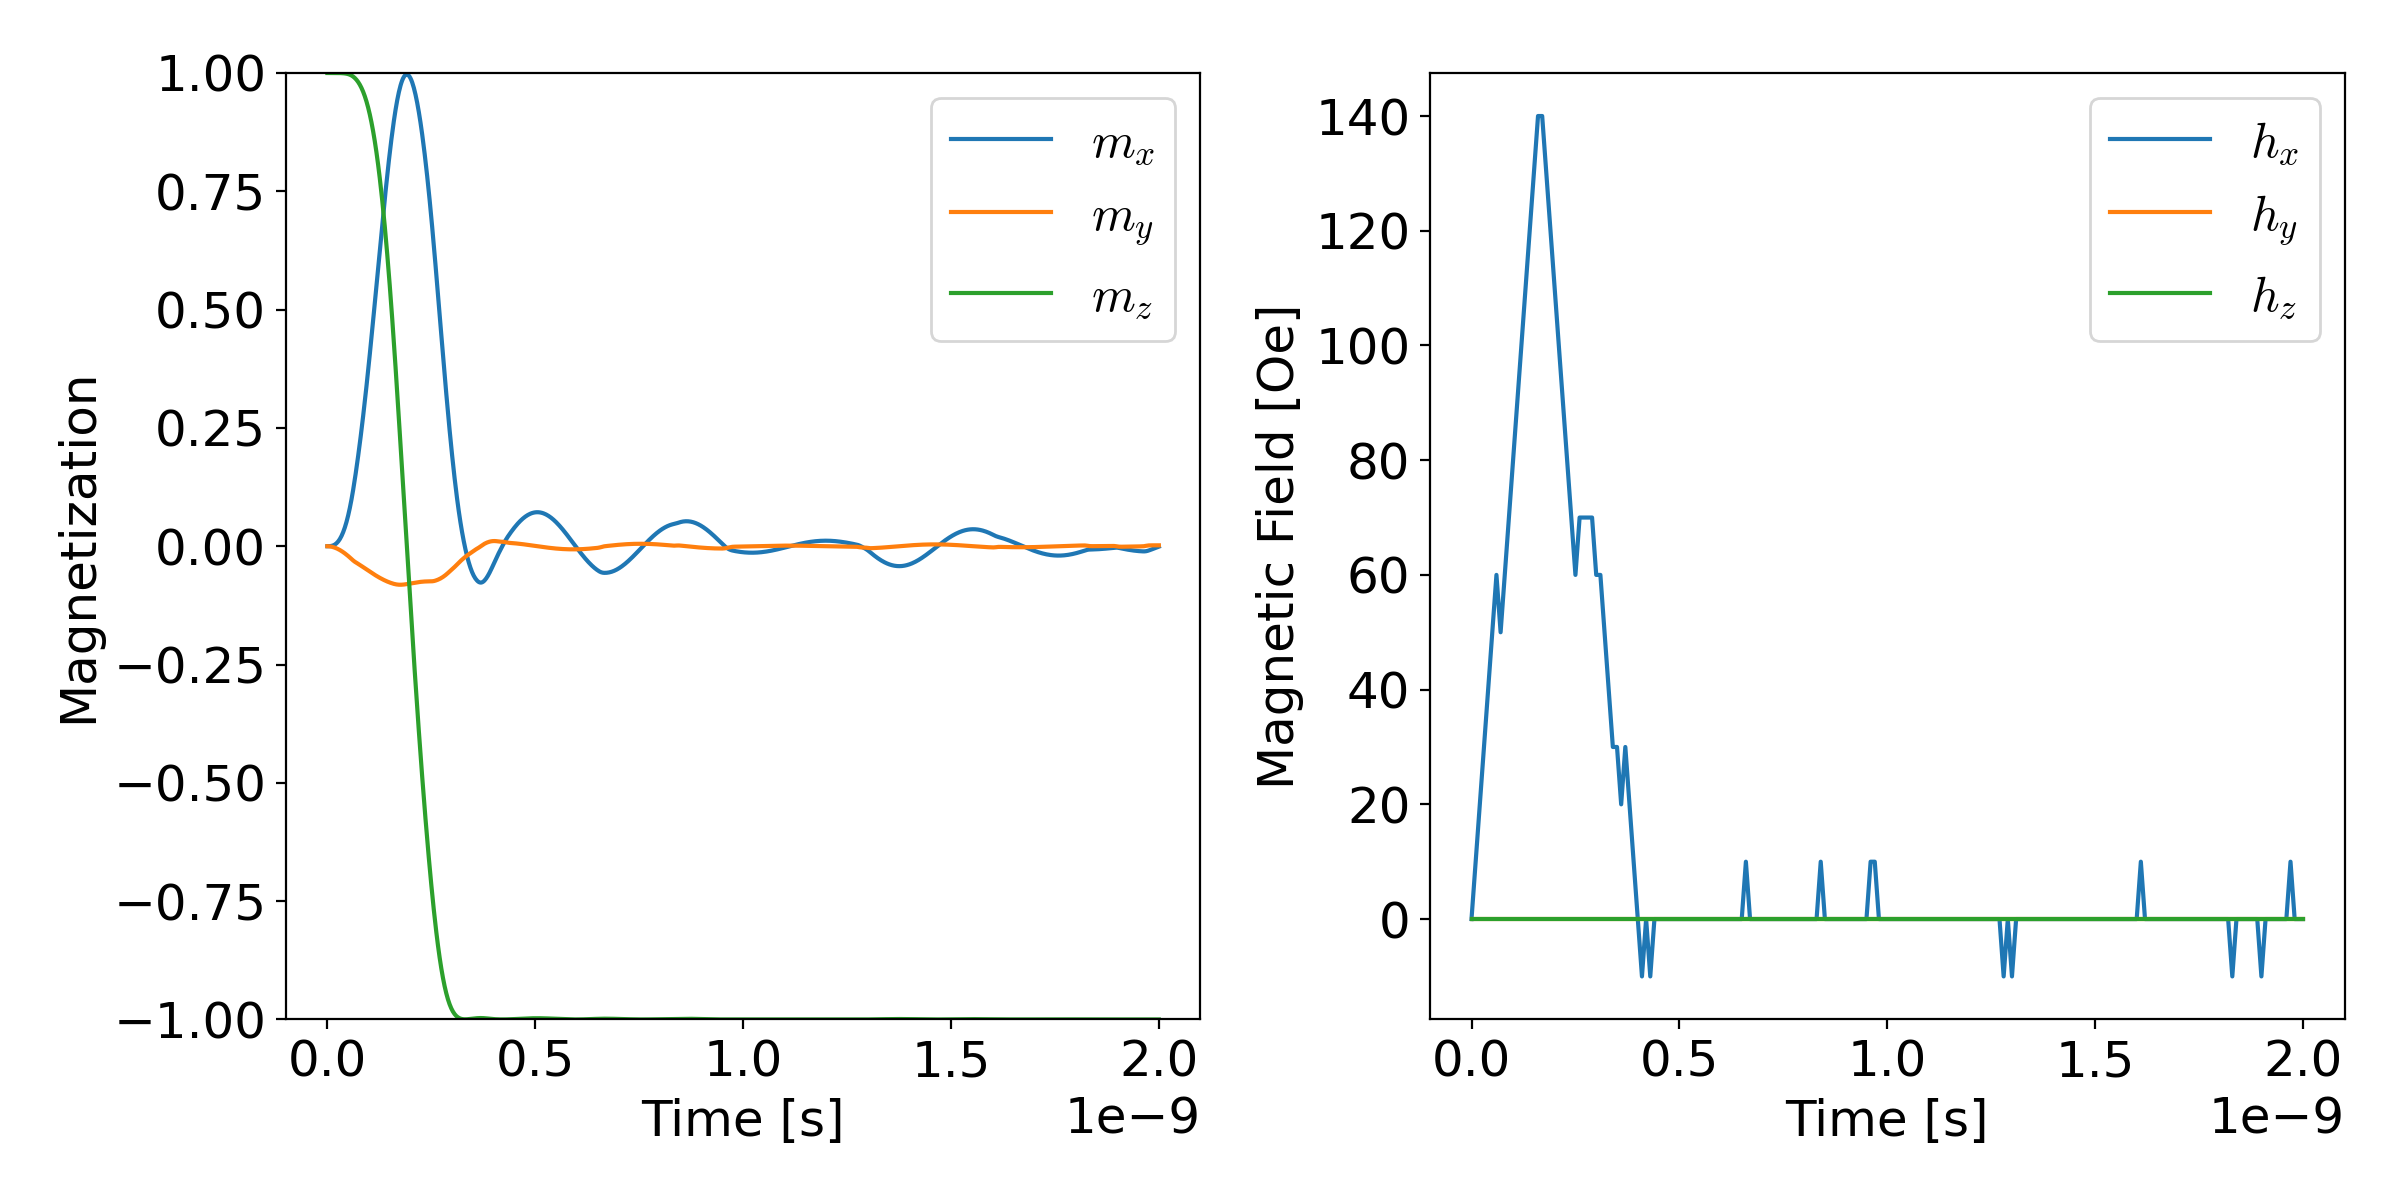 1.00
0.75
0.50
0.25
0.00
−0.25
−0.50
−0.75
−1.00
Magnetization
0.0 0.5 1.0 1.5 2.0
Time [s]
1e−9
m_x
m_y
m_z
140
120
100
80
60
40
20
0
Magnetic Field [Oe]
0.0 0.5 1.0 1.5 2.0
Time [s]
1e−9
h_x
h_y
h_z